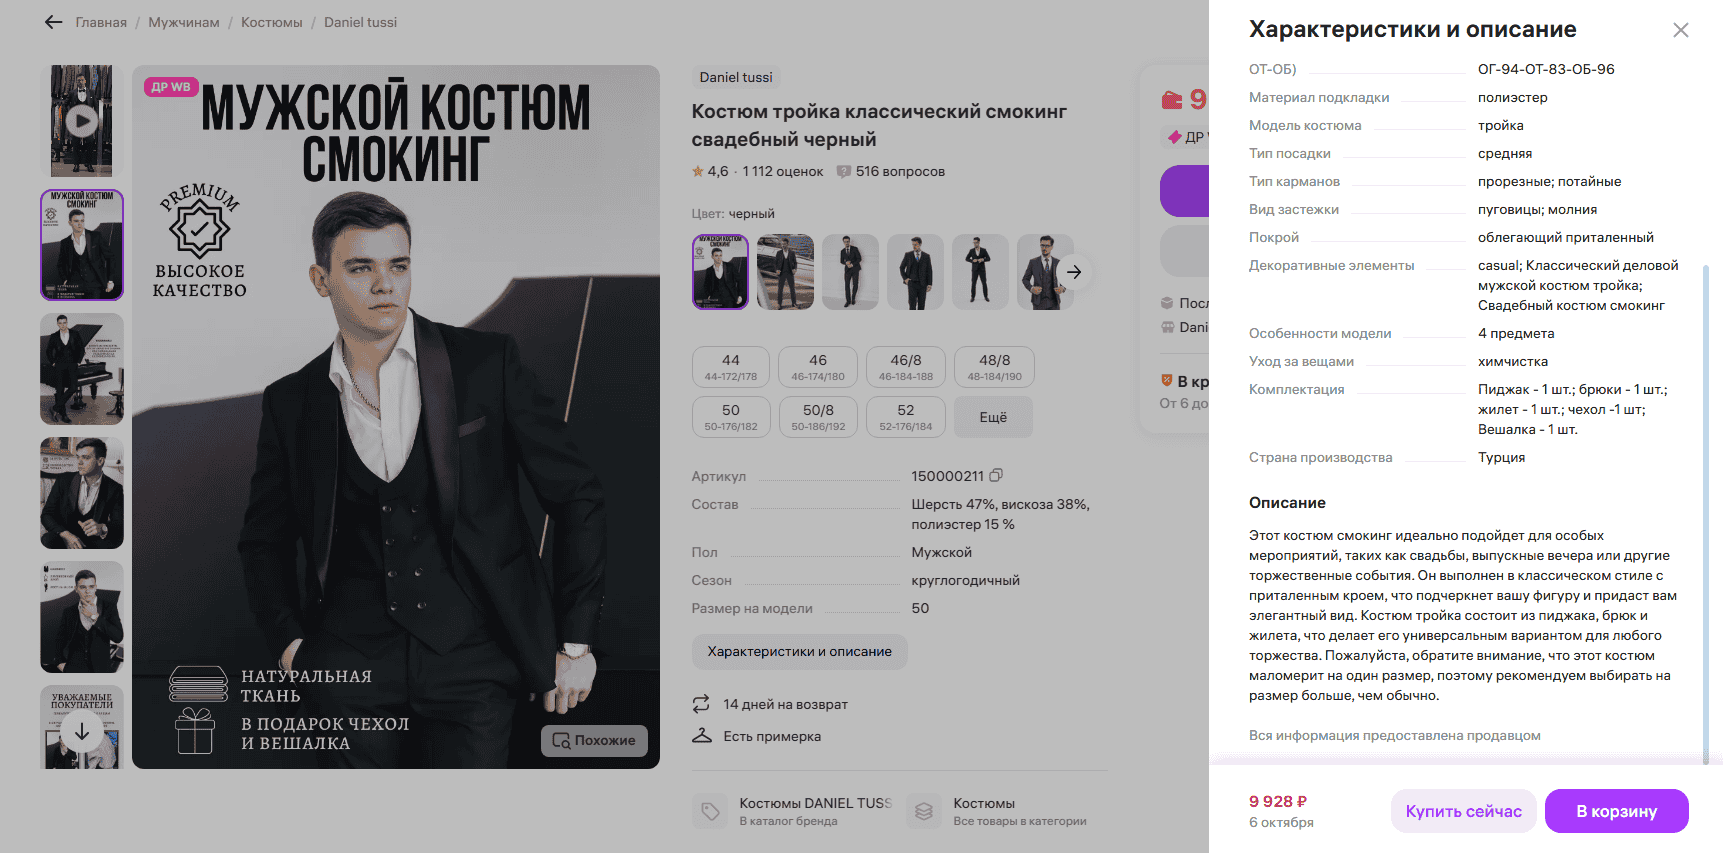 Главная / Мужчинам / Костюмы / Daniel tussi
ДР WB
МУЖСКОЙ КОСТЮМ
СМОКИНГ
PREMIUM
ВЫСОКОЕ
КАЧЕСТВО
НАТУРАЛЬНАЯ
ТКАНЬ
В ПОДАРОК ЧЕХОЛ
И ВЕШАЛКА
Похожие
МУЖСКОЙ КОСТЮМ
СМОКИНГ
УВАЖАЕМЫЕ
ПОКУПАТЕЛИ
Daniel tussi
Костюм тройка классический смокинг
свадебный черный
4,6 · 1 112 оценок 516 вопросов
Цвет: черный
МУЖСКОЙ КОСТЮМ
СМОКИНГ
44
44-172/178
46
46-174/180
46/8
46-184-188
48/8
48-184/190
50
50-176/182
50/8
50-186/192
52
52-176/184
Ещё
Артикул 150000211
Состав Шерсть 47%, вискоза 38%,
полиэстер 15 %
Пол Мужской
Сезон круглогодичный
Размер на модели 50
Характеристики и описание
14 дней на возврат
Есть примерка
Костюмы DANIEL TUSS
В каталог бренда
Костюмы
Все товары в категории
9
ДР
Посл
Dani
В кр
От 6 до
Характеристики и описание
ОТ-ОБ) ОГ-94-ОТ-83-ОБ-96
Материал подкладки полиэстер
Модель костюма тройка
Тип посадки средняя
Тип карманов прорезные; потайные
Вид застежки пуговицы; молния
Покрой облегающий приталенный
Декоративные элементы casual; Классический деловой
мужской костюм тройка;
Свадебный костюм смокинг
Особенности модели 4 предмета
Уход за вещами химчистка
Комплектация Пиджак - 1 шт.; брюки - 1 шт.;
жилет - 1 шт.; чехол -1 шт;
Вешалка - 1 шт.
Страна производства Турция
Описание
Этот костюм смокинг идеально подойдет для особых
мероприятий, таких как свадьбы, выпускные вечера или другие
торжественные события. Он выполнен в классическом стиле с
приталенным кроем, что подчеркнет вашу фигуру и придаст вам
элегантный вид. Костюм тройка состоит из пиджака, брюк и
жилета, что делает его универсальным вариантом для любого
торжества. Пожалуйста, обратите внимание, что этот костюм
маломерит на один размер, поэтому рекомендуем выбирать на
размер больше, чем обычно.
Вся информация предоставлена продавцом
9 928 ₽
6 октября
Купить сейчас
В корзину